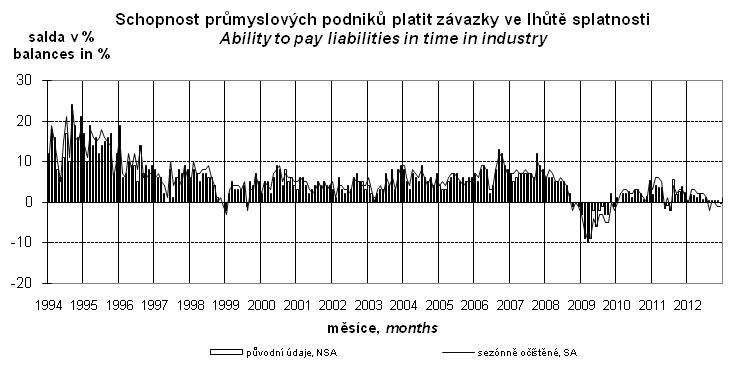 Schopnost průmyslových podniků platit závazky ve lhůtě splatnosti
Ability to pay liabilities in time in industry
salda v %
balances in %
30
20
10
0
-10
-20
1994 1995 1996 1997 1998 1999 2000 2001 2002 2003 2004 2005 2006 2007 2008 2009 2010 2011 2012
měsíce, months
původní údaje, NSA
sezónně očištěné, SA